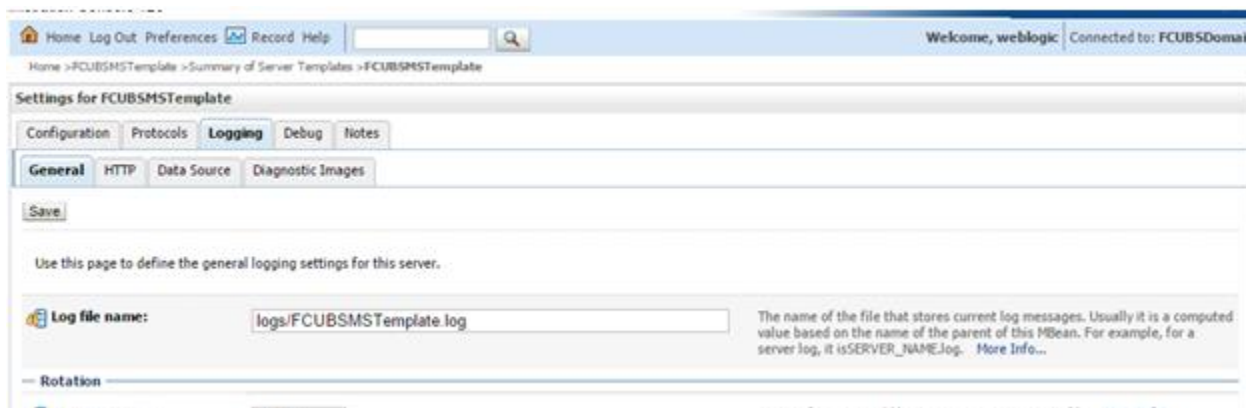 Home Log Out Preferences Record Help
Welcome, weblogic Connected to: FCUBSDomai
Home >FCUBSMSTemplate >Summary of Server Templates >FCUBSMSTemplate
Settings for FCUBSMSTemplate
Configuration Protocols Logging Debug Notes
General HTTP Data Source Diagnostic Images
Save
Use this page to define the general logging settings for this server.
Log file name:
logs/FCUBSMSTemplate.log
The name of the file that stores current log messages. Usually it is a computed
value based on the name of the parent of this MBean. For example, for a
server log, it isSERVER_NAME.log. More Info...
Rotation